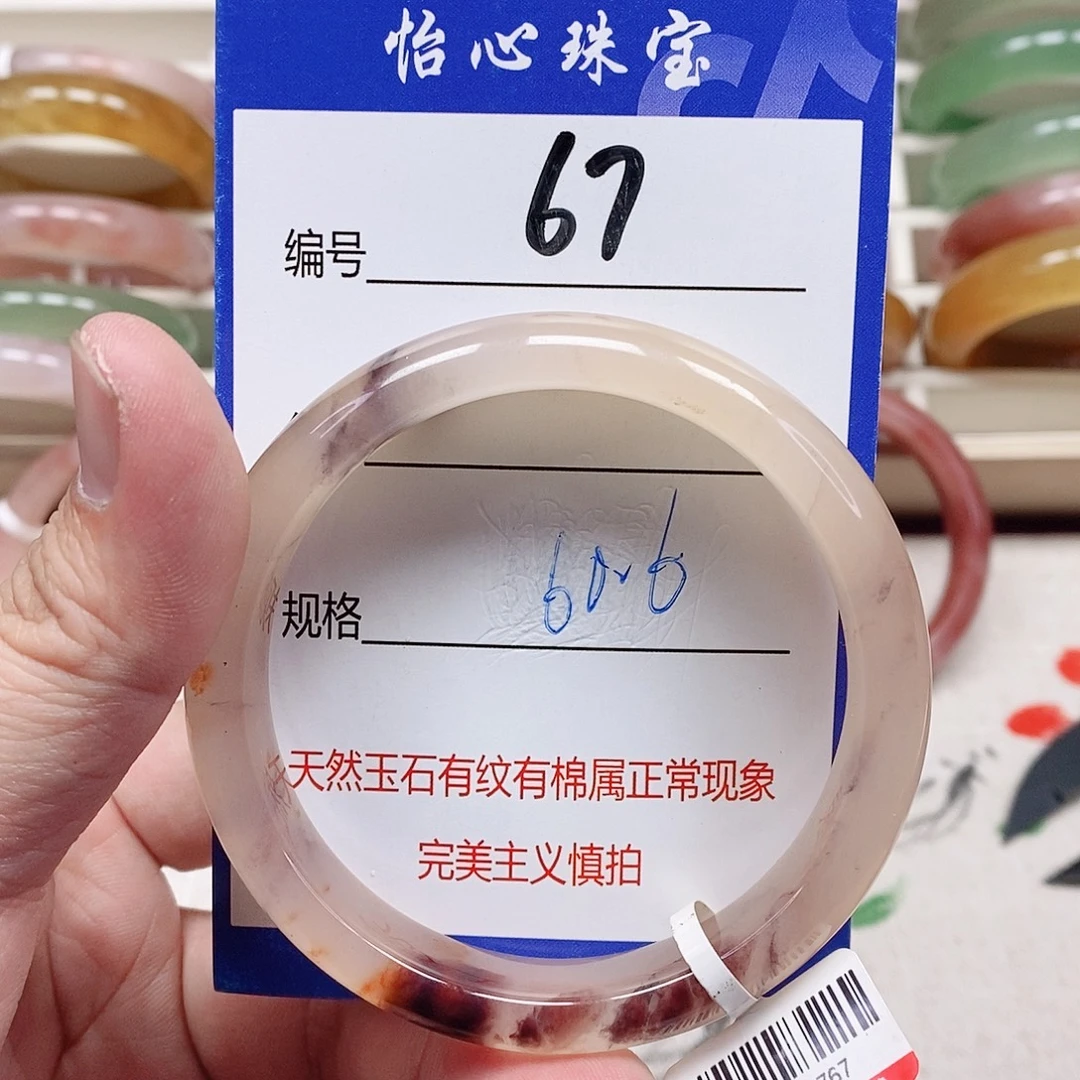 怡心珠宝
编号 67
规格 60.6
天然玉石有纹有棉属正常现象
完美主义慎拍
767